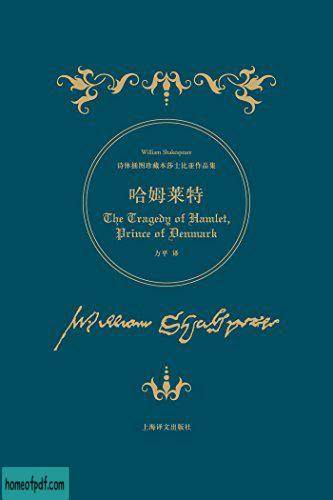 William Shakespeare
诗体插图珍藏本莎士比亚作品集
哈姆莱特
The Tragedy of Hamlet,
Prince of Denmark
方平 译
William Shakespeare
上海译文出版社
homeofpdf.com